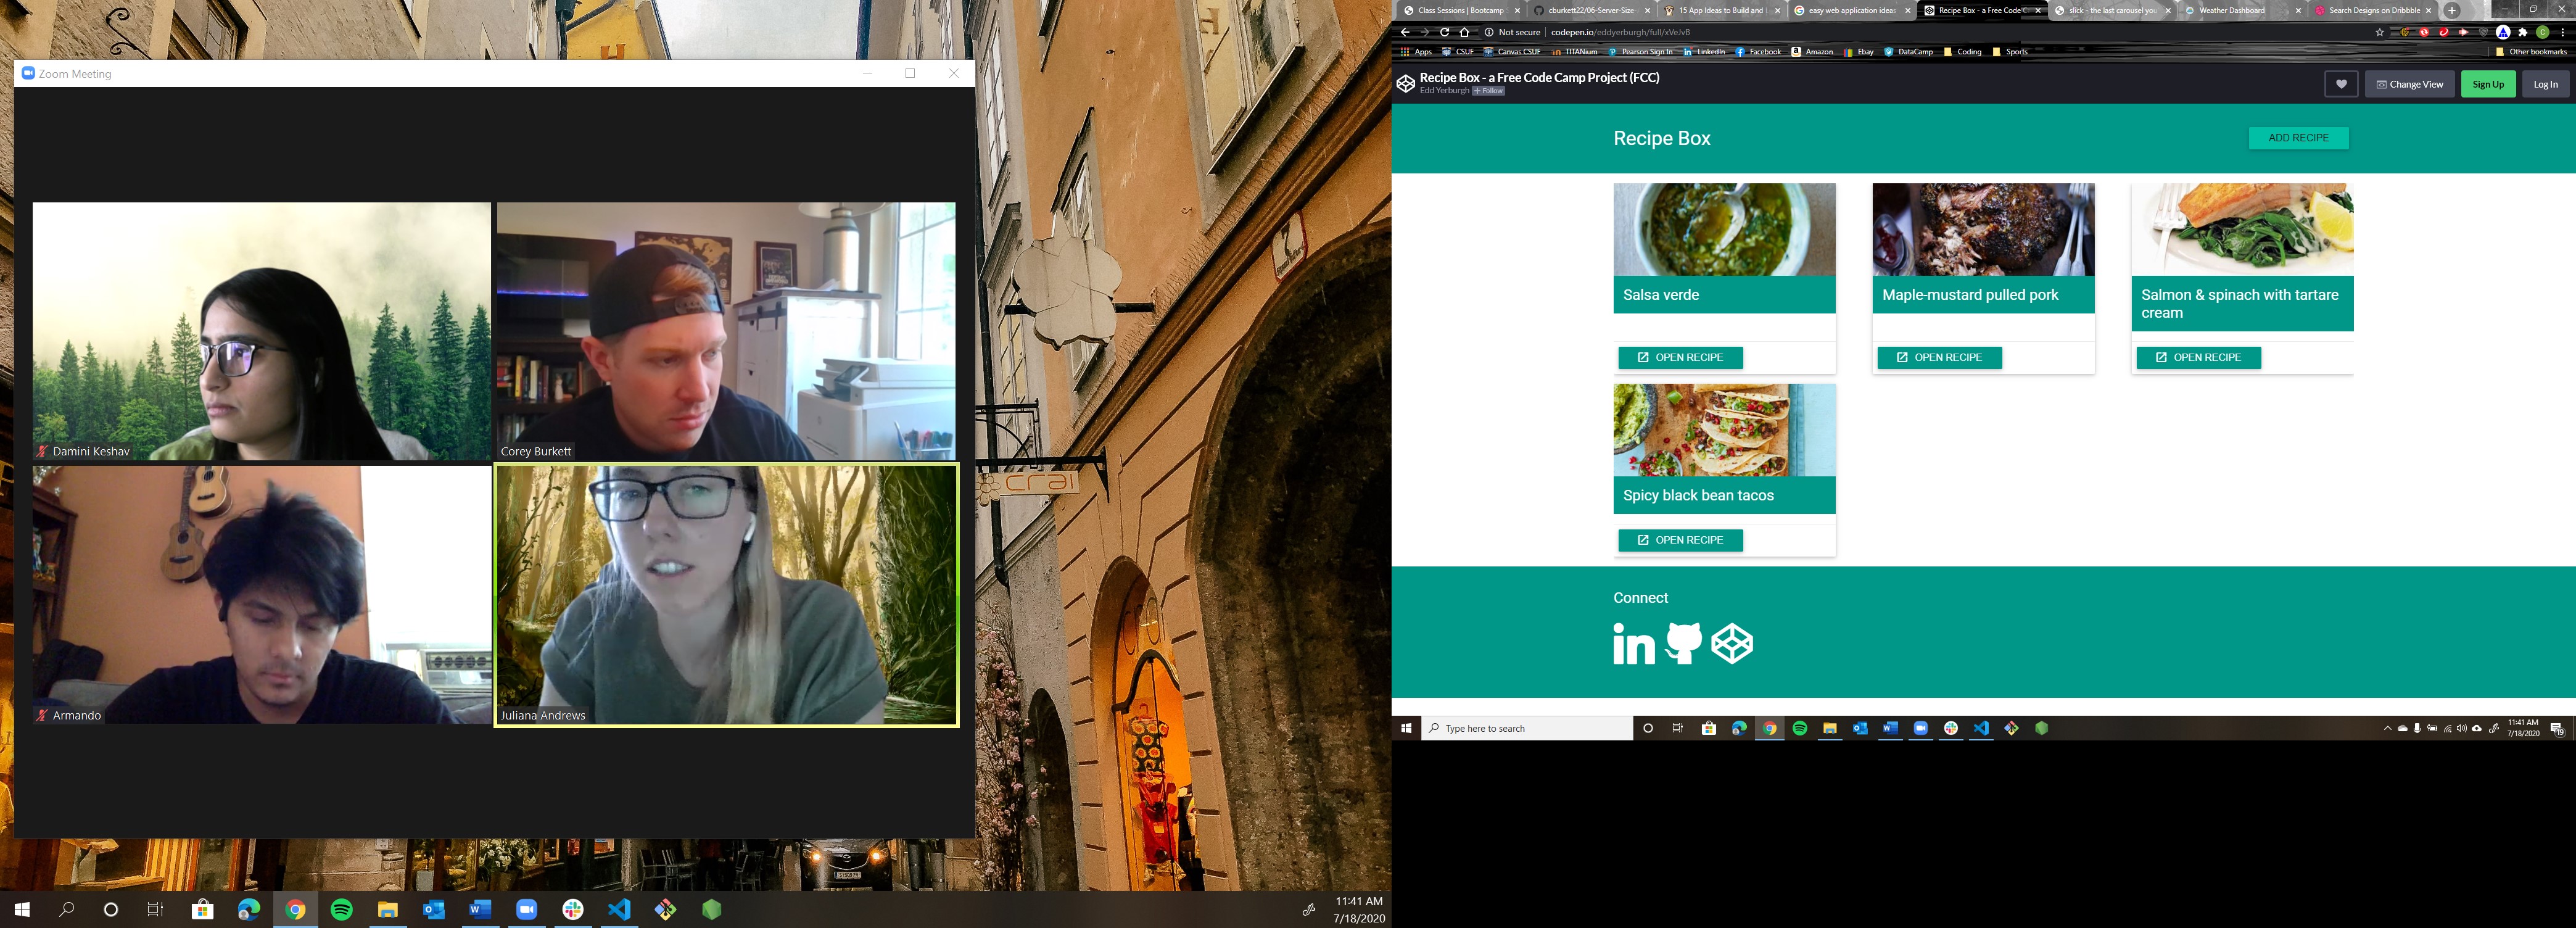 Zoom Meeting
Damini Keshav
Corey Burkett
Armando
Juliana Andrews
crai
11:41 AM
7/18/2020
Class Sessions | Bootcamp
cburkett22/06-Server-Size
15 App Ideas to Build and
easy web application ideas
Recipe Box - a Free Code C
slick - the last carousel you
Weather Dashboard
Search Designs on Dribbble
Not secure | codepen.io/eddyerburgh/full/xVeJvB
Apps CSUF Canvas CSUF TITANium Pearson Sign In LinkedIn Facebook Amazon Ebay DataCamp Coding Sports Other bookmarks
Recipe Box - a Free Code Camp Project (FCC)
Edd Yerburgh + Follow
Change View Sign Up Log In
Recipe Box
ADD RECIPE
Salsa verde
OPEN RECIPE
Maple-mustard pulled pork
OPEN RECIPE
Salmon & spinach with tartare
cream
OPEN RECIPE
Spicy black bean tacos
OPEN RECIPE
Connect
in
Type here to search
11:41 AM
7/18/2020